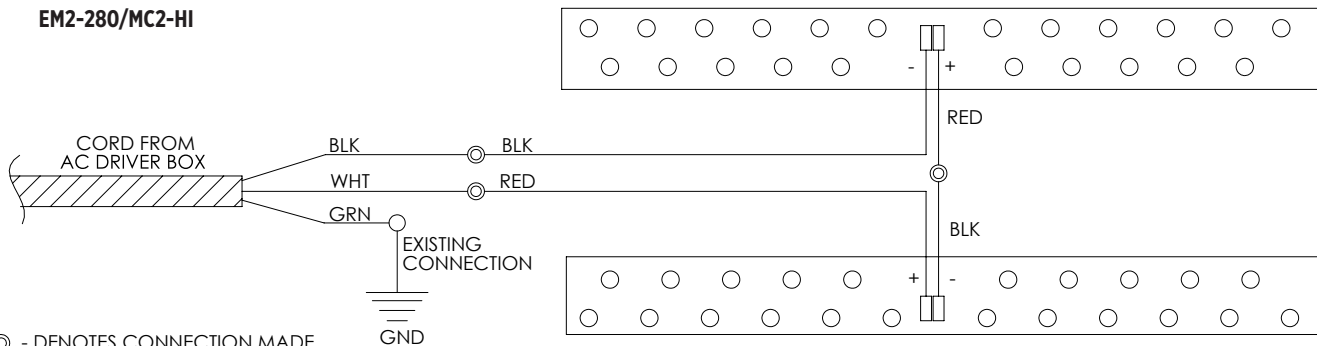 EM2-280/MC2-HI
- +
RED
CORD FROM
AC DRIVER BOX
BLK
BLK
WHT
RED
GRN
BLK
EXISTING
CONNECTION
+ -
GND
- DENOTES CONNECTION MADE